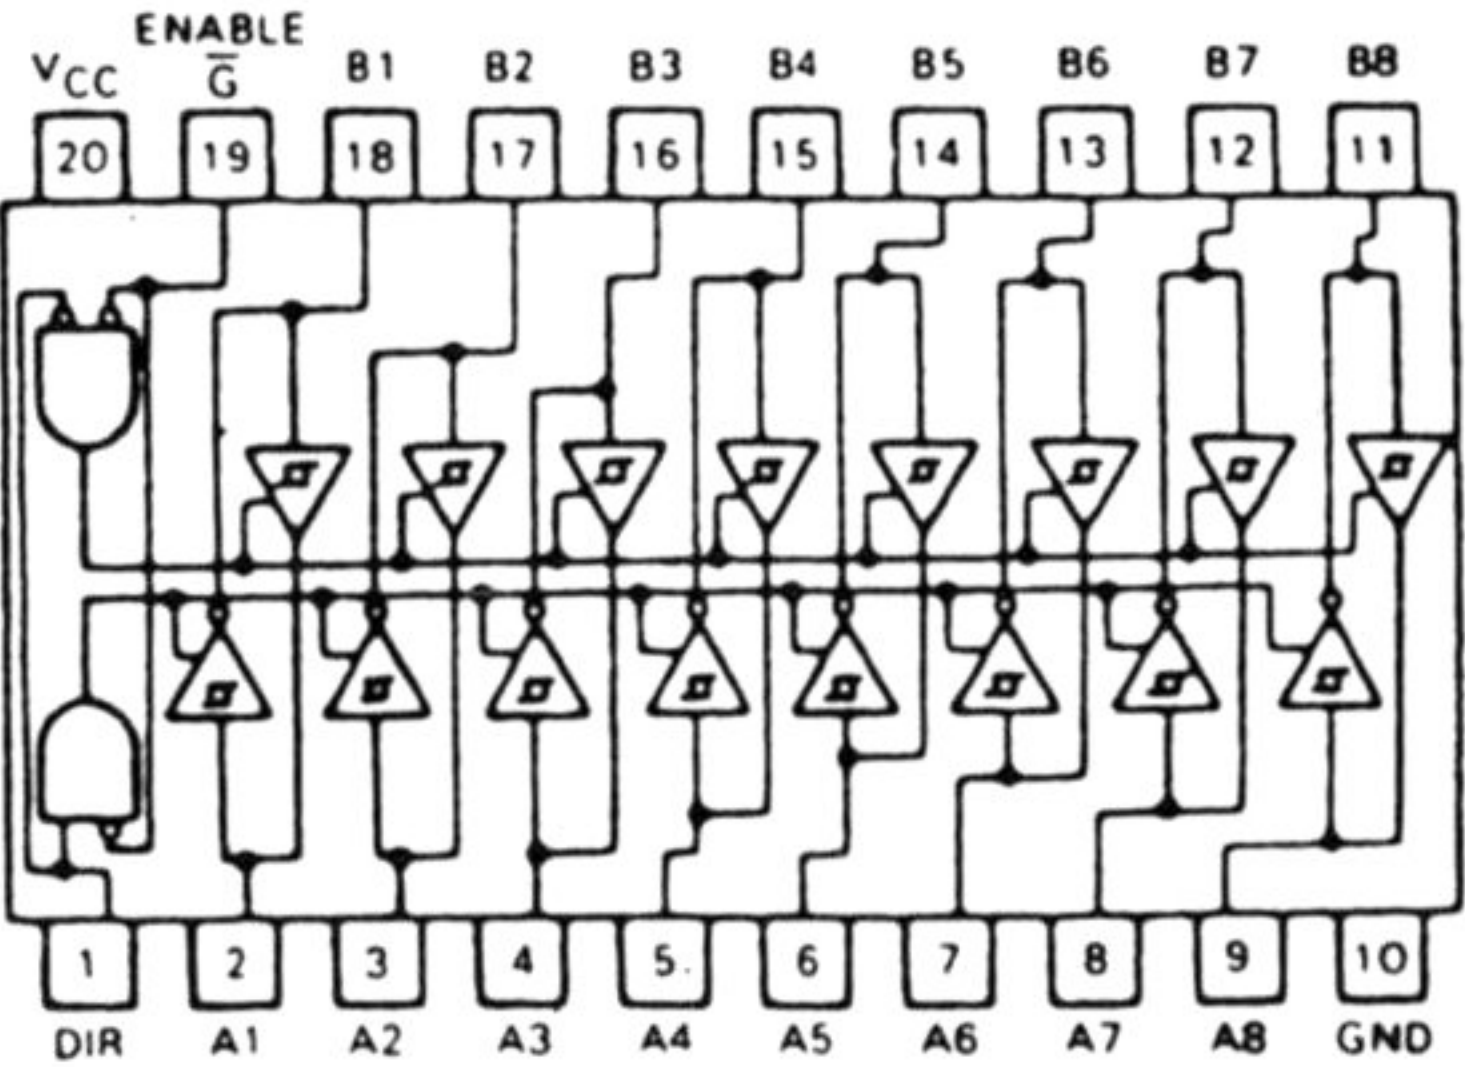 ENABLE
VCC G̅ B1 B2 B3 B4 B5 B6 B7 B8
20 19 18 17 16 15 14 13 12 11
1 2 3 4 5 6 7 8 9 10
DIR A1 A2 A3 A4 A5 A6 A7 A8 GND